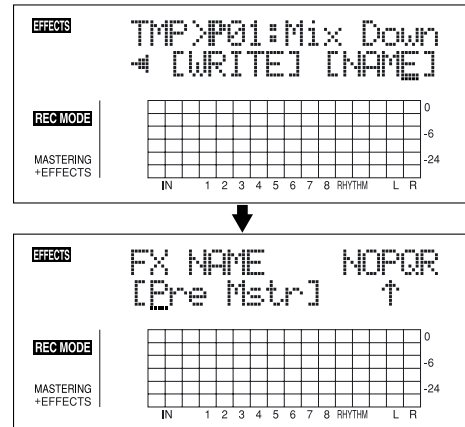 EFFECTS
TMP>P01:Mix Down
[WRITE] [NAME]
REC MODE
MASTERING
+EFFECTS
0
-6
-24
IN 1 2 3 4 5 6 7 8 RHYTHM L R
EFFECTS
FX NAME NOPQR
[Pre Mstr] ↑
REC MODE
MASTERING
+EFFECTS
0
-6
-24
IN 1 2 3 4 5 6 7 8 RHYTHM L R